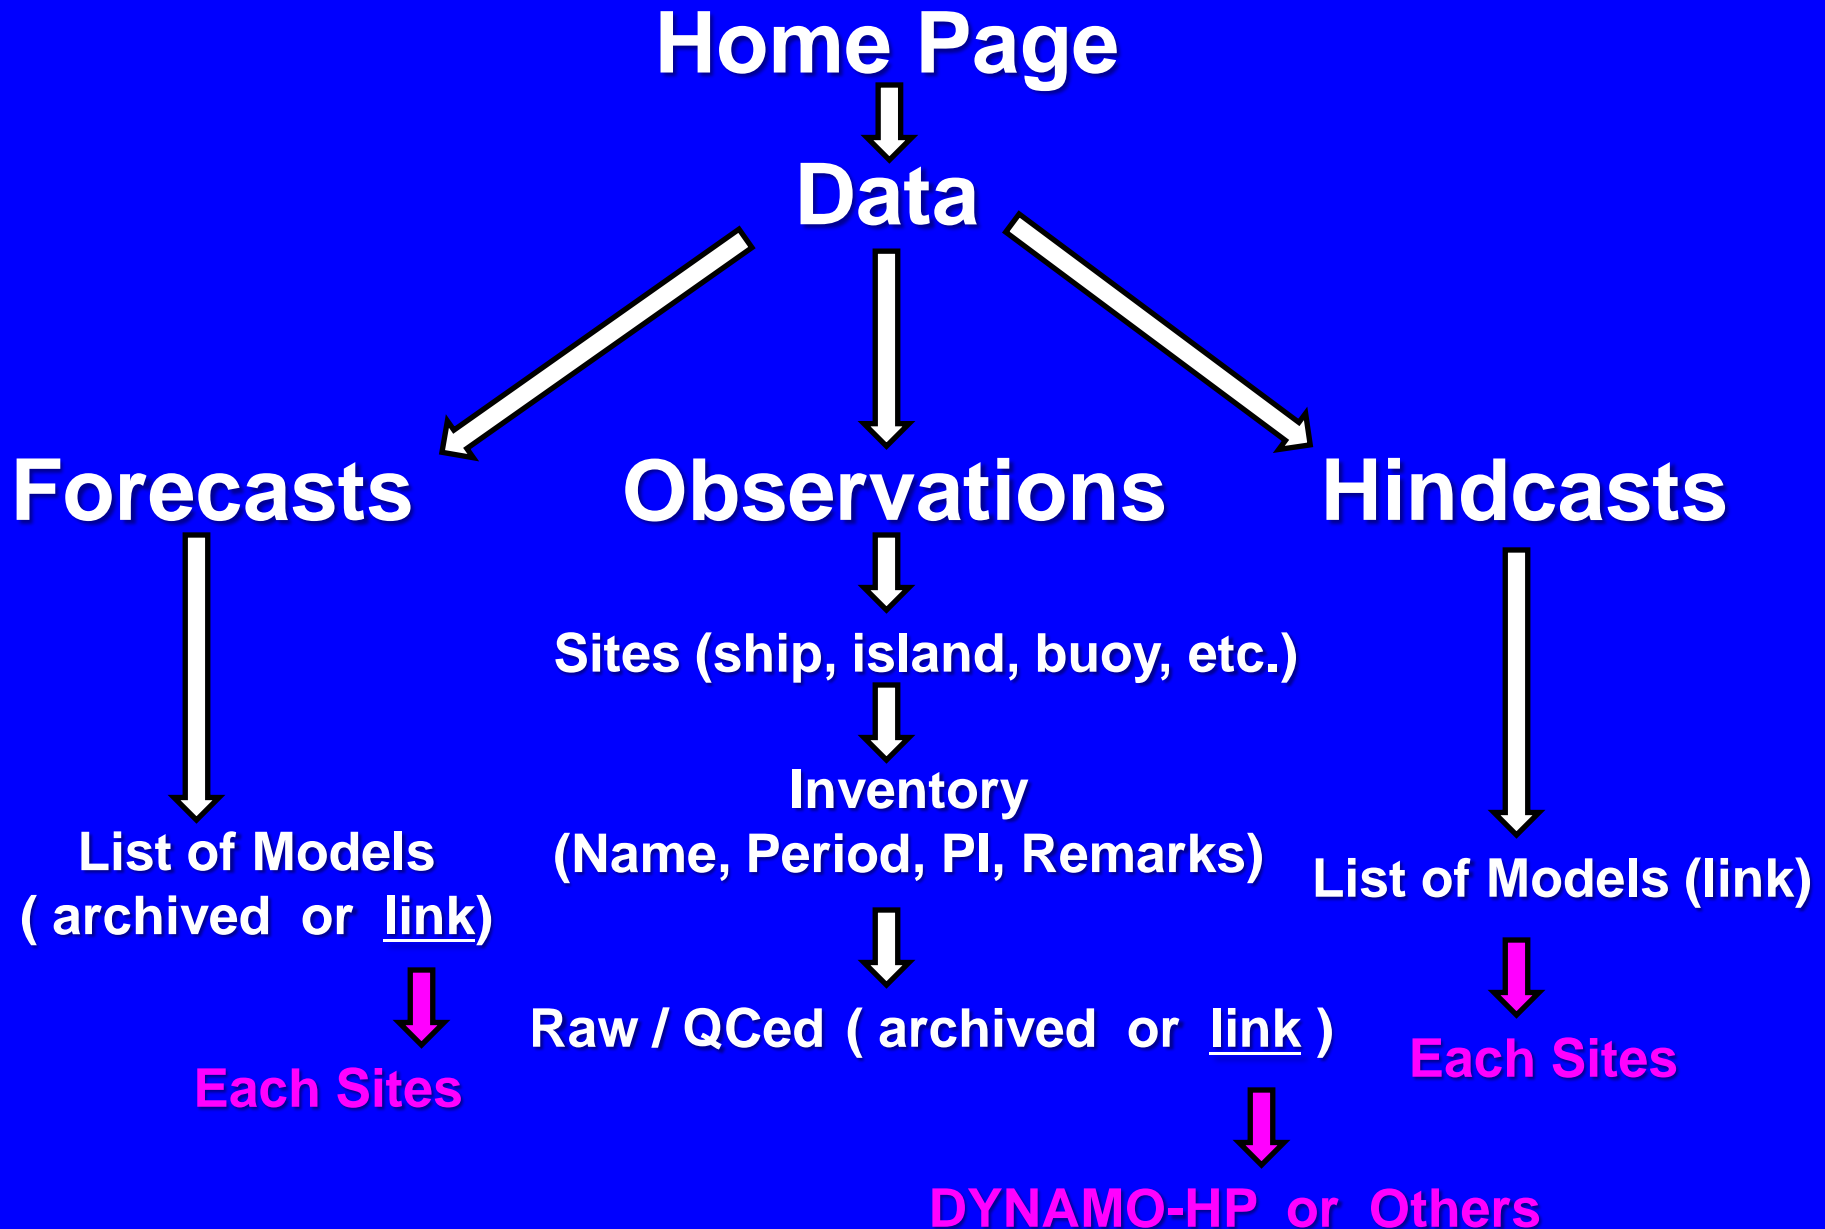 Home Page
Data
Forecasts
Observations
Hindcasts
Sites (ship, island, buoy, etc.)
Inventory
(Name, Period, PI, Remarks)
List of Models
( archived or link)
List of Models (link)
Raw / QCed ( archived or link )
Each Sites
Each Sites
DYNAMO-HP or Others